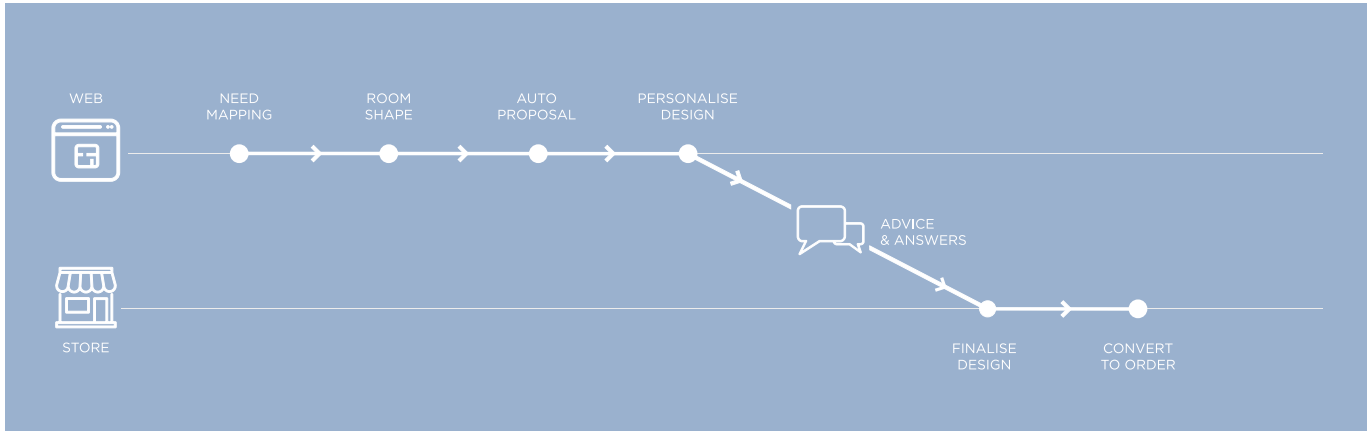 WEB
NEED
MAPPING
ROOM
SHAPE
AUTO
PROPOSAL
PERSONALISE
DESIGN
ADVICE
& ANSWERS
STORE
FINALISE
DESIGN
CONVERT
TO ORDER